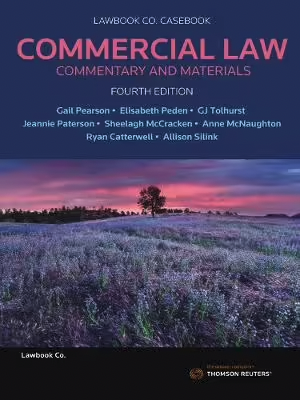 LAWBOOK CO. CASEBOOK
COMMERCIAL LAW
COMMENTARY AND MATERIALS
FOURTH EDITION
Gail Pearson • Elisabeth Peden • GJ Tolhurst
Jeannie Paterson • Sheelagh McCracken • Anne McNaughton
Ryan Catterwell • Allison Silink
Lawbook Co.
THOMSON REUTERS®